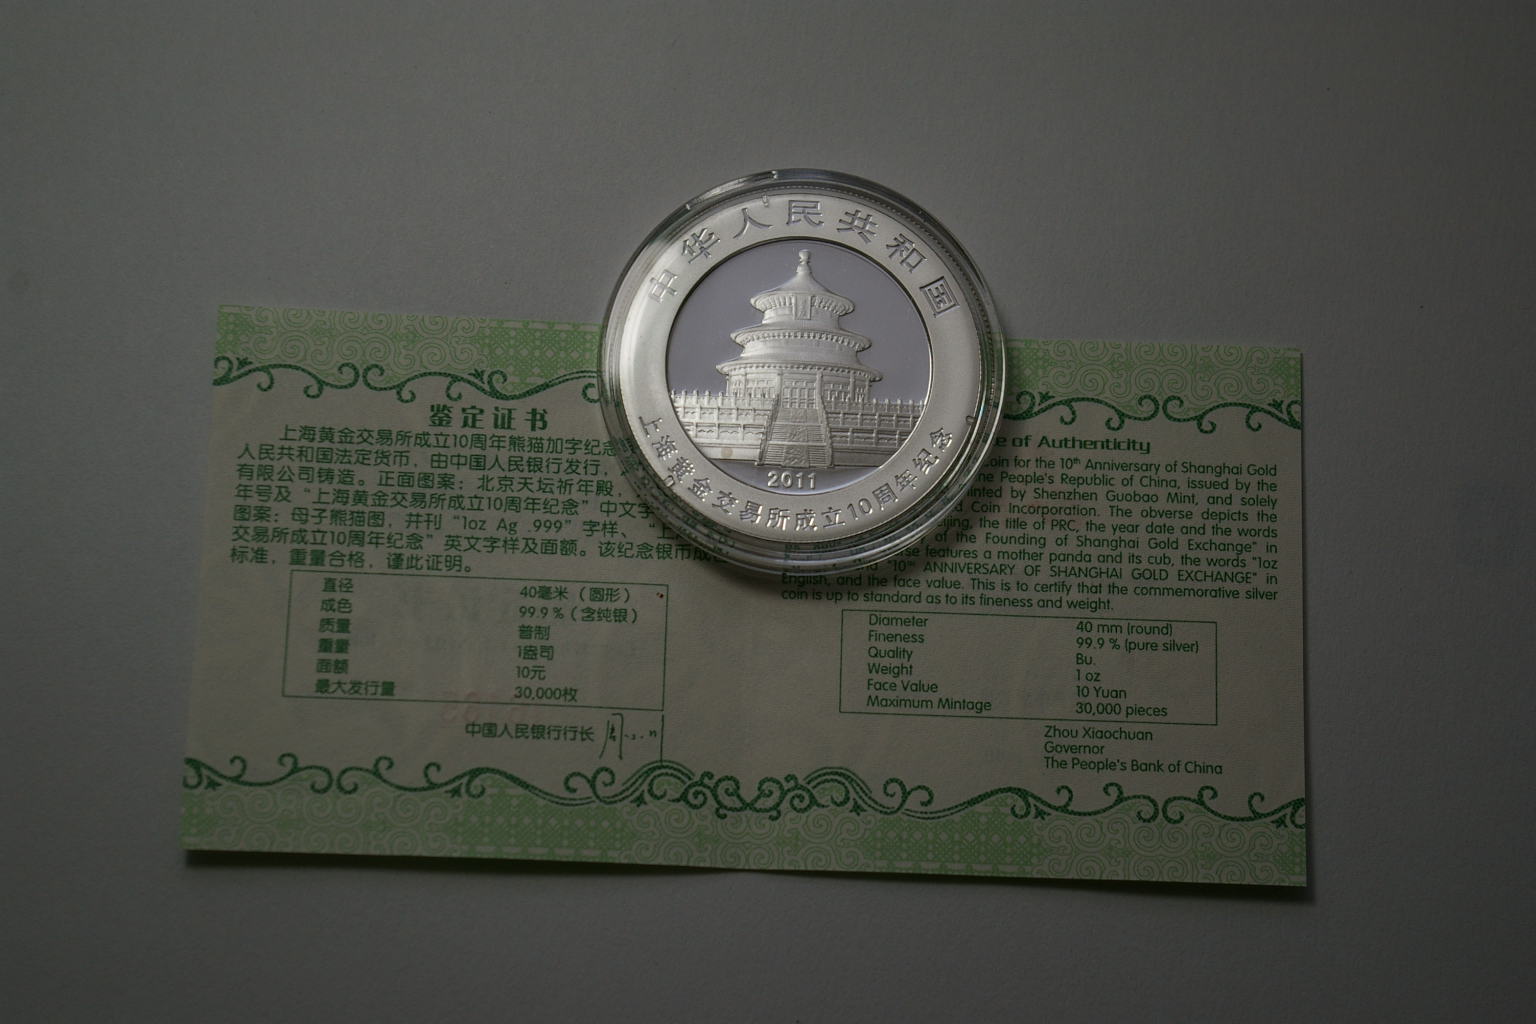 中华人民共和国
上海黄金交易所成立10周年纪念
2011
鉴定证书
上海黄金交易所成立10周年熊猫加字纪念
人民共和国法定货币，由中国人民银行发行，
有限公司铸造。正面图案：北京天坛祈年殿，
年号及“上海黄金交易所成立10周年纪念”中文字
图案：母子熊猫图，并刊“1oz Ag .999”字样、“上
交易所成立10周年纪念”英文字样及面额。该纪念银币成色
标准，重量合格，谨此证明。
直径 40毫米（圆形）
成色 99.9％（含纯银）
质量 普制
重量 1盎司
面额 10元
最大发行量 30,000枚
中国人民银行行长
of Authenticity
Coin for the 10th Anniversary of Shanghai Gold
People's Republic of China, issued by the
by Shenzhen Guobao Mint, and solely
Coin Incorporation. The obverse depicts the
the title of PRC, the year date and the words
of the Founding of Shanghai Gold Exchange" in
features a mother panda and its cub, the words "1oz
"10th ANNIVERSARY OF SHANGHAI GOLD EXCHANGE" in
English, and the face value. This is to certify that the commemorative silver
coin is up to standard as to its fineness and weight.
Diameter 40 mm (round)
Fineness 99.9 % (pure silver)
Quality Bu.
Weight 1 oz
Face Value 10 Yuan
Maximum Mintage 30,000 pieces
Zhou Xiaochuan
Governor
The People's Bank of China